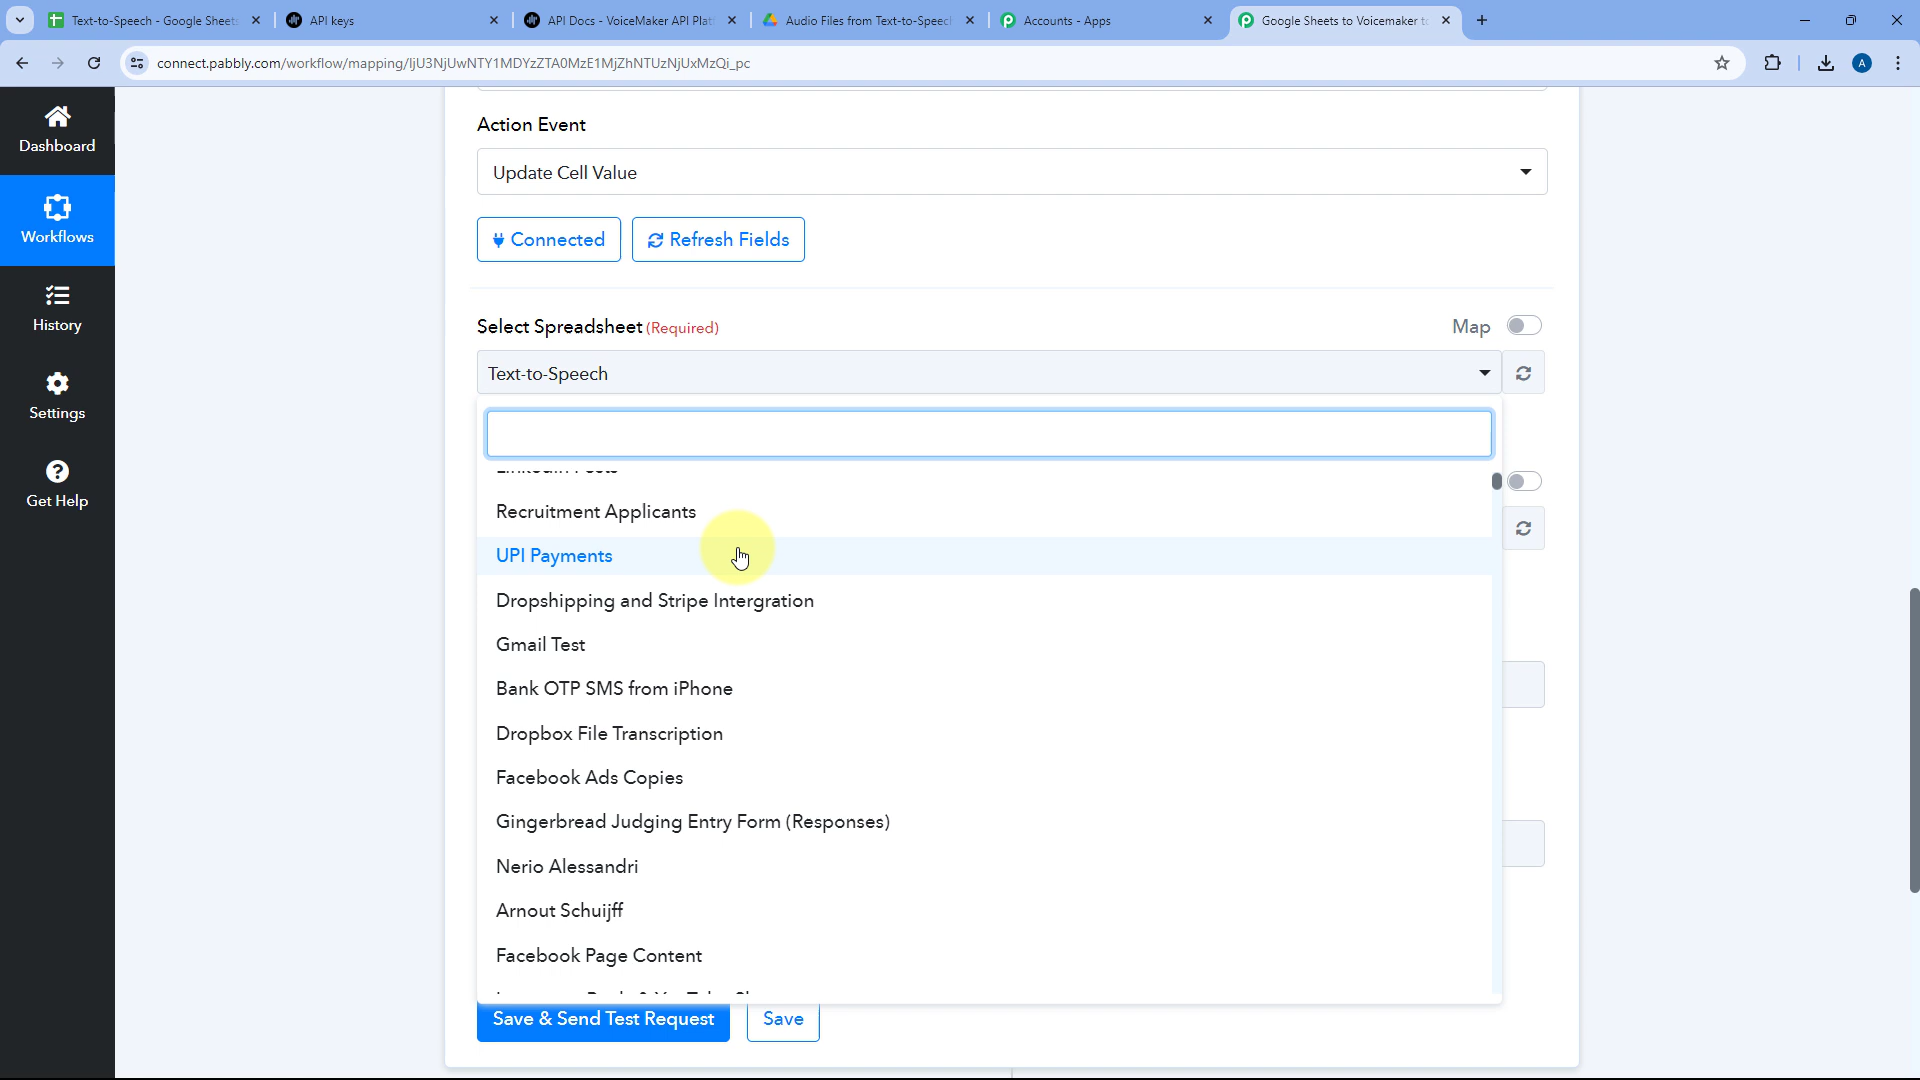 Text-to-Speech - Google Sheets
API keys
API Docs - VoiceMaker API Plat
Audio Files from Text-to-Speech
Accounts - Apps
Google Sheets to Voicemaker to
connect.pabbly.com/workflow/mapping/IjU3NjUwNTY1MDYzZTA0MzE1MjZhNTUzNjUxMzQi_pc
A
Dashboard
Workflows
History
Settings
Get Help
Action Event
Update Cell Value
Connected
Refresh Fields
Select Spreadsheet (Required)
Map
Text-to-Speech
Recruitment Applicants
UPI Payments
Dropshipping and Stripe Intergration
Gmail Test
Bank OTP SMS from iPhone
Dropbox File Transcription
Facebook Ads Copies
Gingerbread Judging Entry Form (Responses)
Nerio Alessandri
Arnout Schuijff
Facebook Page Content
Save & Send Test Request
Save